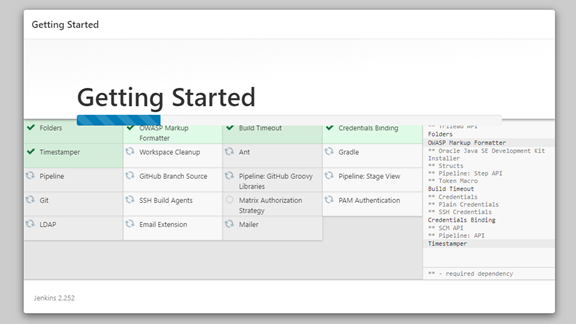 Getting Started
Getting Started
Folders
OWASP Markup
Formatter
Build Timeout
Credentials Binding
Timestamper
Workspace Cleanup
Ant
Gradle
Pipeline
GitHub Branch Source
Pipeline: GitHub Groovy
Libraries
Pipeline: Stage View
Git
SSH Build Agents
Matrix Authorization
Strategy
PAM Authentication
LDAP
Email Extension
Mailer
** Trilead API
Folders
OWASP Markup Formatter
** Oracle Java SE Development Kit
Installer
** Structs
** Pipeline: Step API
** Token Macro
Build Timeout
** Credentials
** Plain Credentials
** SSH Credentials
Credentials Binding
** SCM API
** Pipeline: API
Timestamper
** - required dependency
Jenkins 2.252